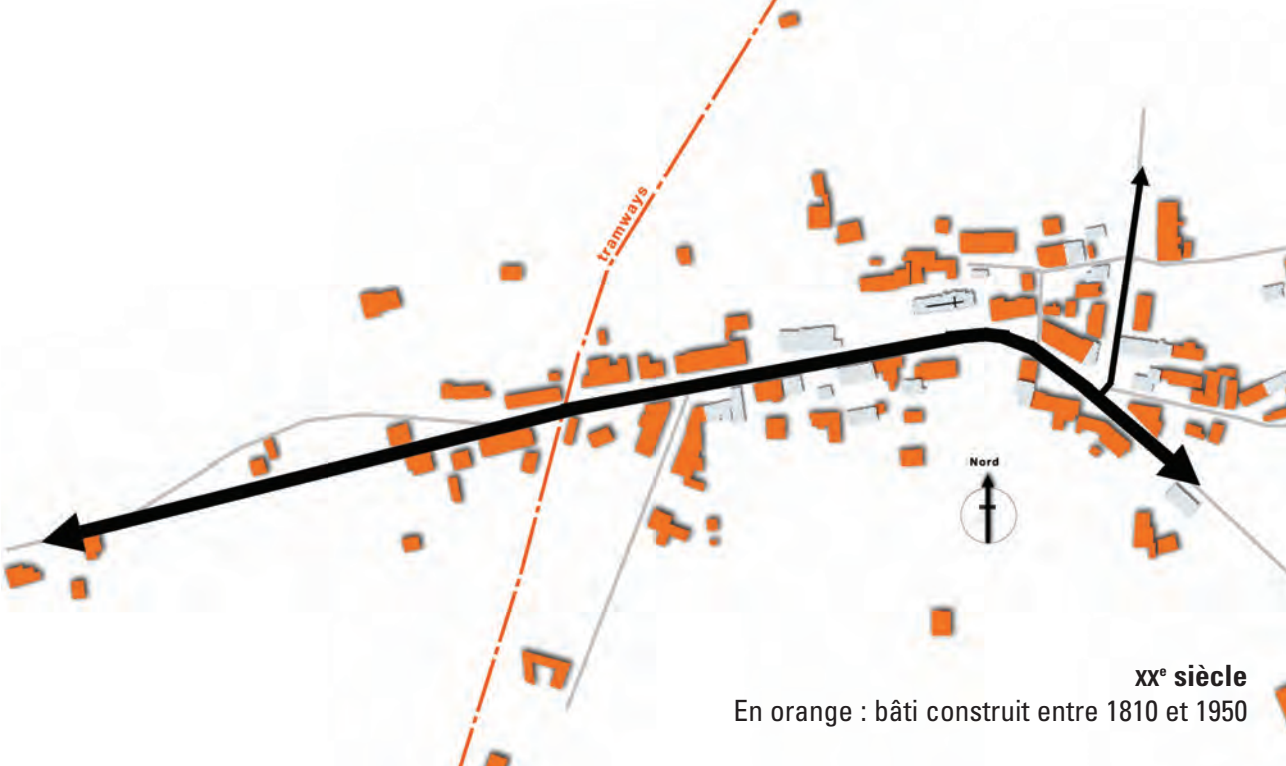 tramways
Nord
XXᵉ siècle
En orange : bâti construit entre 1810 et 1950